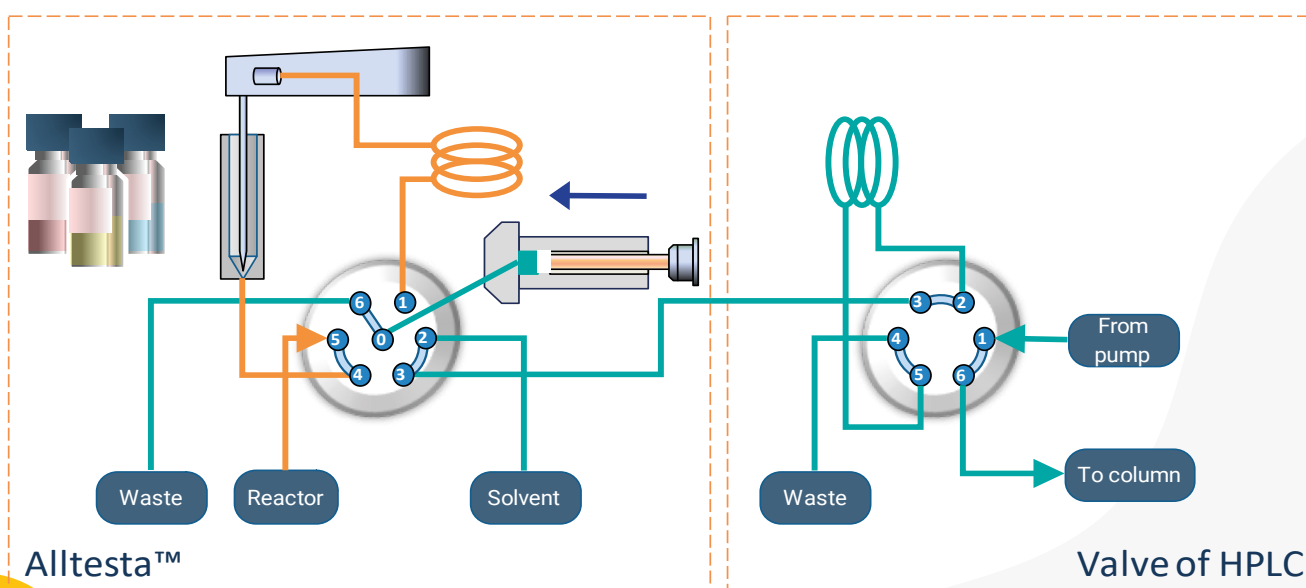 6
1
5
0
2
4
3
3
2
4
1
5
6
From
pump
Waste
Reactor
Solvent
Waste
To column
Alltesta™
Valve of HPLC